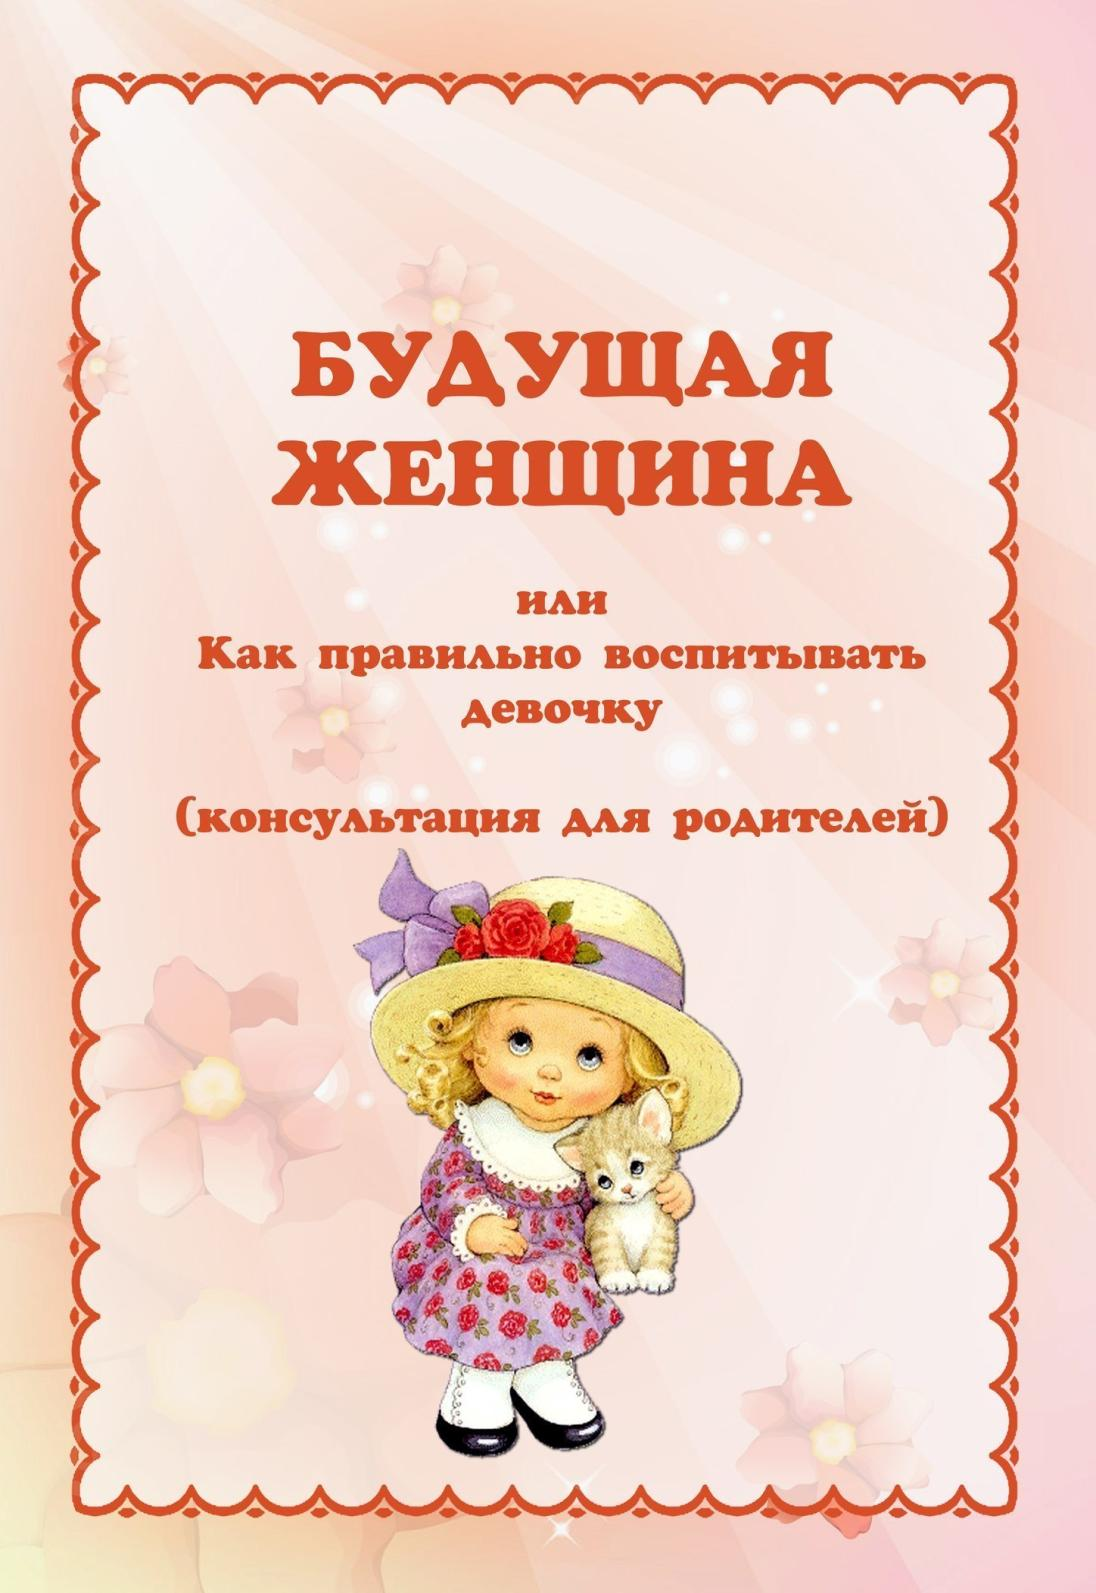 БУДУЩАЯ
ЖЕНЩИНА
или
Как правильно воспитывать
девочку
(консультация для родителей)